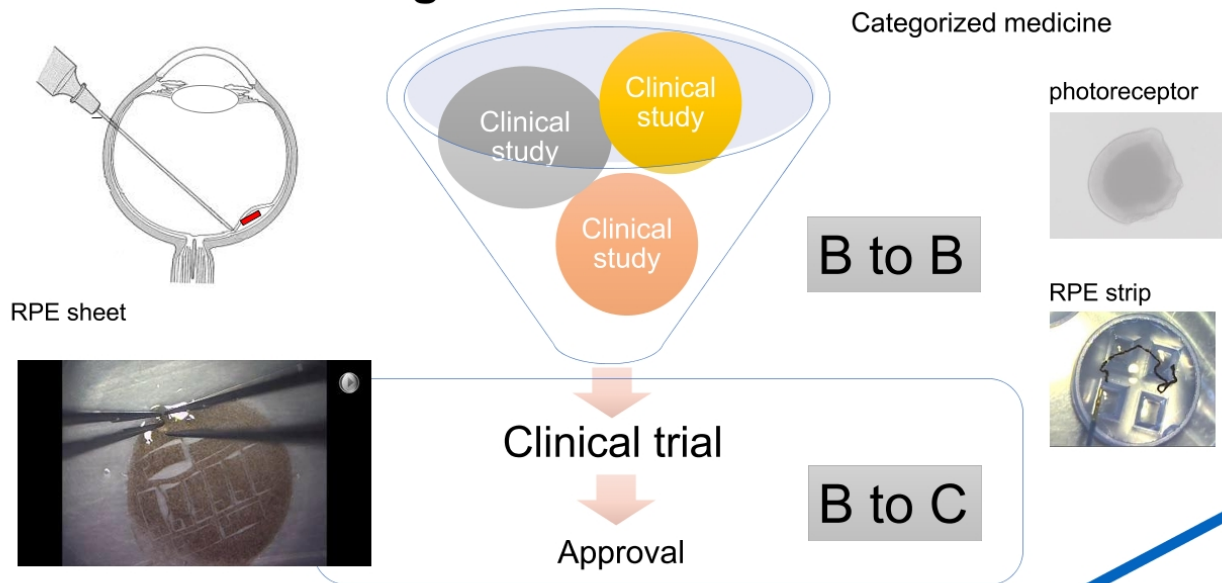 Categorized medicine
photoreceptor
Clinical
study
Clinical
study
Clinical
study
B to B
RPE sheet
RPE strip
Clinical trial
B to C
Approval